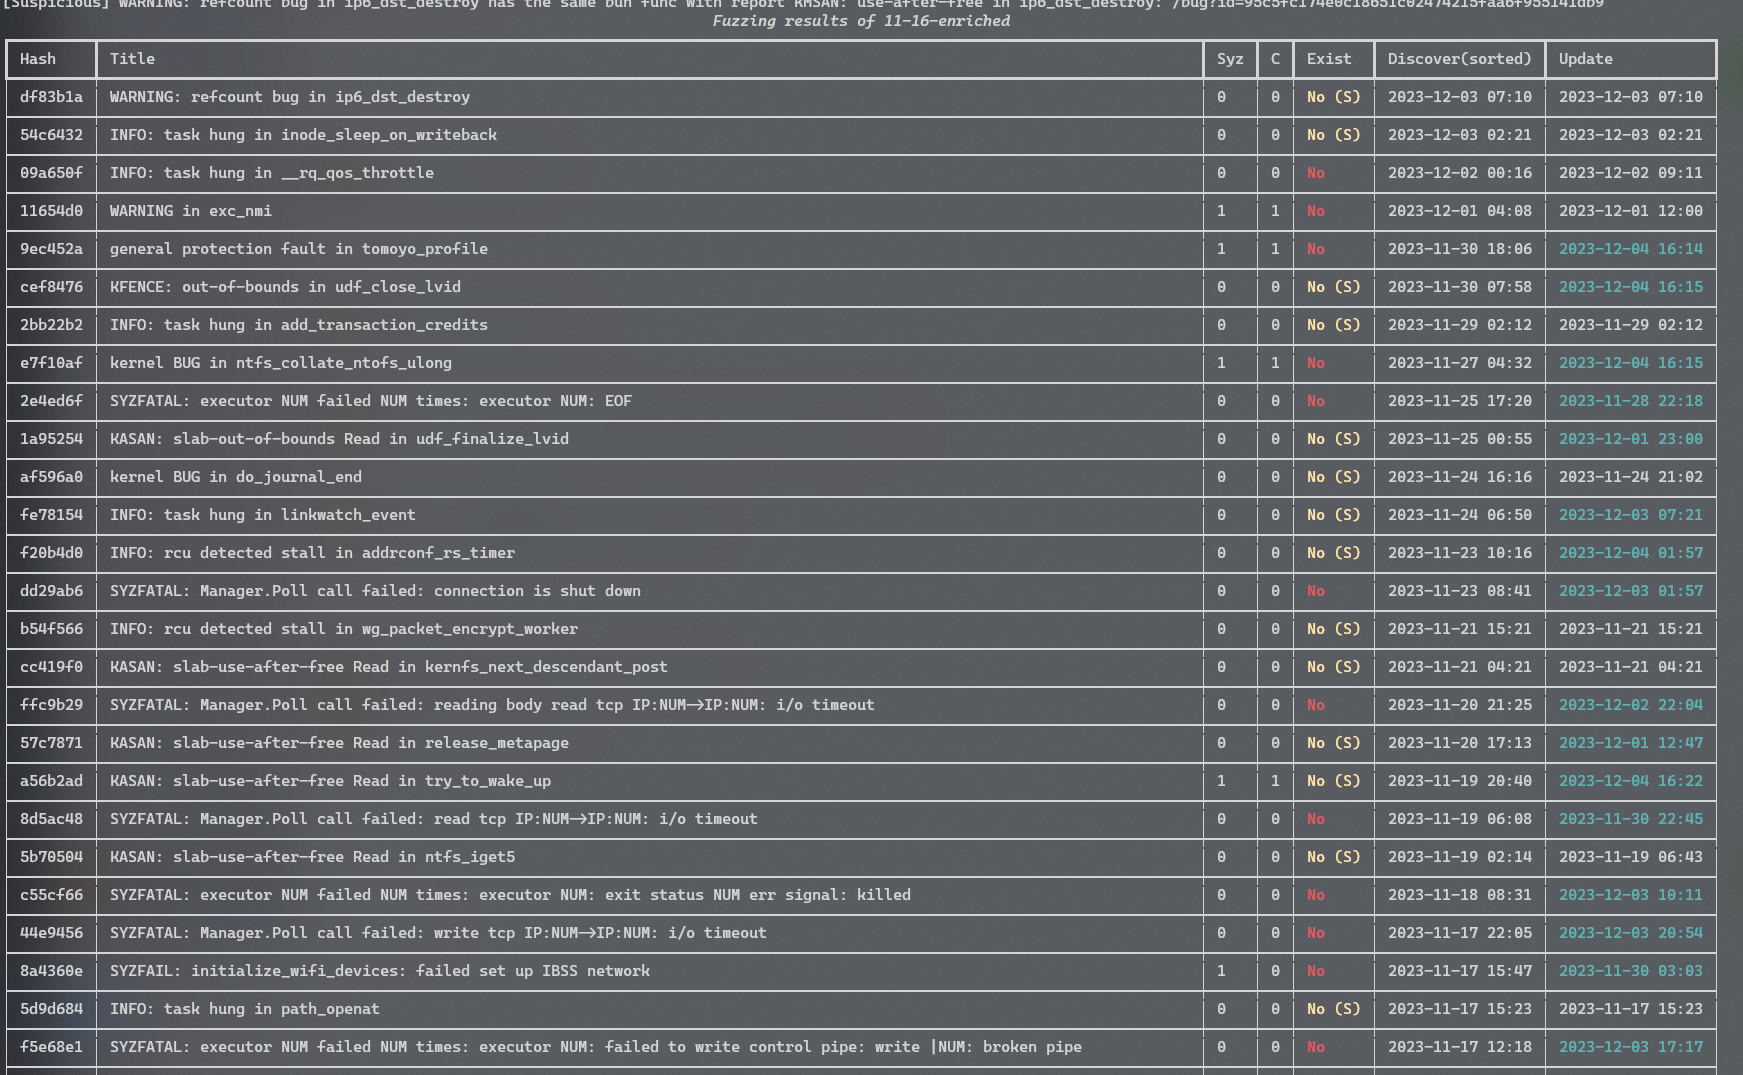 [Suspicious] WARNING: refcount bug in ip6_dst_destroy has the same bun func with report KMSAN: use-after-free in ip6_dst_destroy: /bug?id=95c5fc174e0c18651c02474215faa6f955141db9
Fuzzing results of 11-16-enriched
Hash Title Syz C Exist Discover(sorted) Update
df83b1a WARNING: refcount bug in ip6_dst_destroy 0 0 No (S) 2023-12-03 07:10 2023-12-03 07:10
54c6432 INFO: task hung in inode_sleep_on_writeback 0 0 No (S) 2023-12-03 02:21 2023-12-03 02:21
09a650f INFO: task hung in __rq_qos_throttle 0 0 No 2023-12-02 00:16 2023-12-02 09:11
11654d0 WARNING in exc_nmi 1 1 No 2023-12-01 04:08 2023-12-01 12:00
9ec452a general protection fault in tomoyo_profile 1 1 No 2023-11-30 18:06 2023-12-04 16:14
cef8476 KFENCE: out-of-bounds in udf_close_lvid 0 0 No (S) 2023-11-30 07:58 2023-12-04 16:15
2bb22b2 INFO: task hung in add_transaction_credits 0 0 No (S) 2023-11-29 02:12 2023-11-29 02:12
e7f10af kernel BUG in ntfs_collate_ntofs_ulong 1 1 No 2023-11-27 04:32 2023-12-04 16:15
2e4ed6f SYZFATAL: executor NUM failed NUM times: executor NUM: EOF 0 0 No 2023-11-25 17:20 2023-11-28 22:18
1a95254 KASAN: slab-out-of-bounds Read in udf_finalize_lvid 0 0 No (S) 2023-11-25 00:55 2023-12-01 23:00
af596a0 kernel BUG in do_journal_end 0 0 No (S) 2023-11-24 16:16 2023-11-24 21:02
fe78154 INFO: task hung in linkwatch_event 0 0 No (S) 2023-11-24 06:50 2023-12-03 07:21
f20b4d0 INFO: rcu detected stall in addrconf_rs_timer 0 0 No (S) 2023-11-23 10:16 2023-12-04 01:57
dd29ab6 SYZFATAL: Manager.Poll call failed: connection is shut down 0 0 No 2023-11-23 08:41 2023-12-03 01:57
b54f566 INFO: rcu detected stall in wg_packet_encrypt_worker 0 0 No (S) 2023-11-21 15:21 2023-11-21 15:21
cc419f0 KASAN: slab-use-after-free Read in kernfs_next_descendant_post 0 0 No (S) 2023-11-21 04:21 2023-11-21 04:21
ffc9b29 SYZFATAL: Manager.Poll call failed: reading body read tcp IP:NUM->IP:NUM: i/o timeout 0 0 No 2023-11-20 21:25 2023-12-02 22:04
57c7871 KASAN: slab-use-after-free Read in release_metapage 0 0 No (S) 2023-11-20 17:13 2023-12-01 12:47
a56b2ad KASAN: slab-use-after-free Read in try_to_wake_up 1 1 No (S) 2023-11-19 20:40 2023-12-04 16:22
8d5ac48 SYZFATAL: Manager.Poll call failed: read tcp IP:NUM->IP:NUM: i/o timeout 0 0 No 2023-11-19 06:08 2023-11-30 22:45
5b70504 KASAN: slab-use-after-free Read in ntfs_iget5 0 0 No (S) 2023-11-19 02:14 2023-11-19 06:43
c55cf66 SYZFATAL: executor NUM failed NUM times: executor NUM: exit status NUM err signal: killed 0 0 No 2023-11-18 08:31 2023-12-03 10:11
44e9456 SYZFATAL: Manager.Poll call failed: write tcp IP:NUM->IP:NUM: i/o timeout 0 0 No 2023-11-17 22:05 2023-12-03 20:54
8a4360e SYZFAIL: initialize_wifi_devices: failed set up IBSS network 1 0 No 2023-11-17 15:47 2023-11-30 03:03
5d9d684 INFO: task hung in path_openat 0 0 No (S) 2023-11-17 15:23 2023-11-17 15:23
f5e68e1 SYZFATAL: executor NUM failed NUM times: executor NUM: failed to write control pipe: write |NUM: broken pipe 0 0 No 2023-11-17 12:18 2023-12-03 17:17